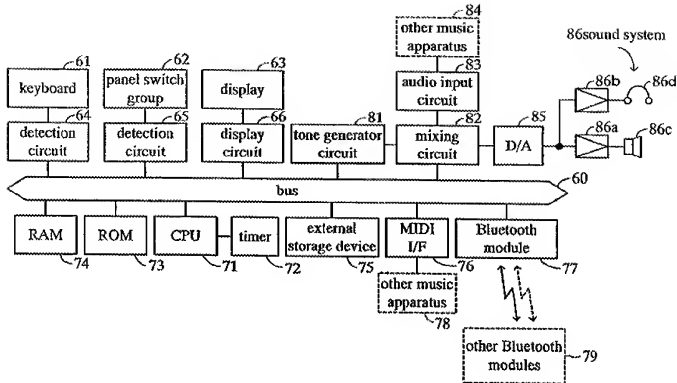 84
other music
apparatus
86sound system
61
keyboard
62
panel switch
group
63
display
83
audio input
circuit
86b
86d
64
detection
circuit
65
detection
circuit
66
display
circuit
81
tone generator
circuit
82
mixing
circuit
85
D/A
86a
86c
bus
60
RAM
74
ROM
73
CPU
71
timer
72
external
storage device
75
MIDI
I/F
76
Bluetooth
module
77
other music
apparatus
78
other Bluetooth
modules
79